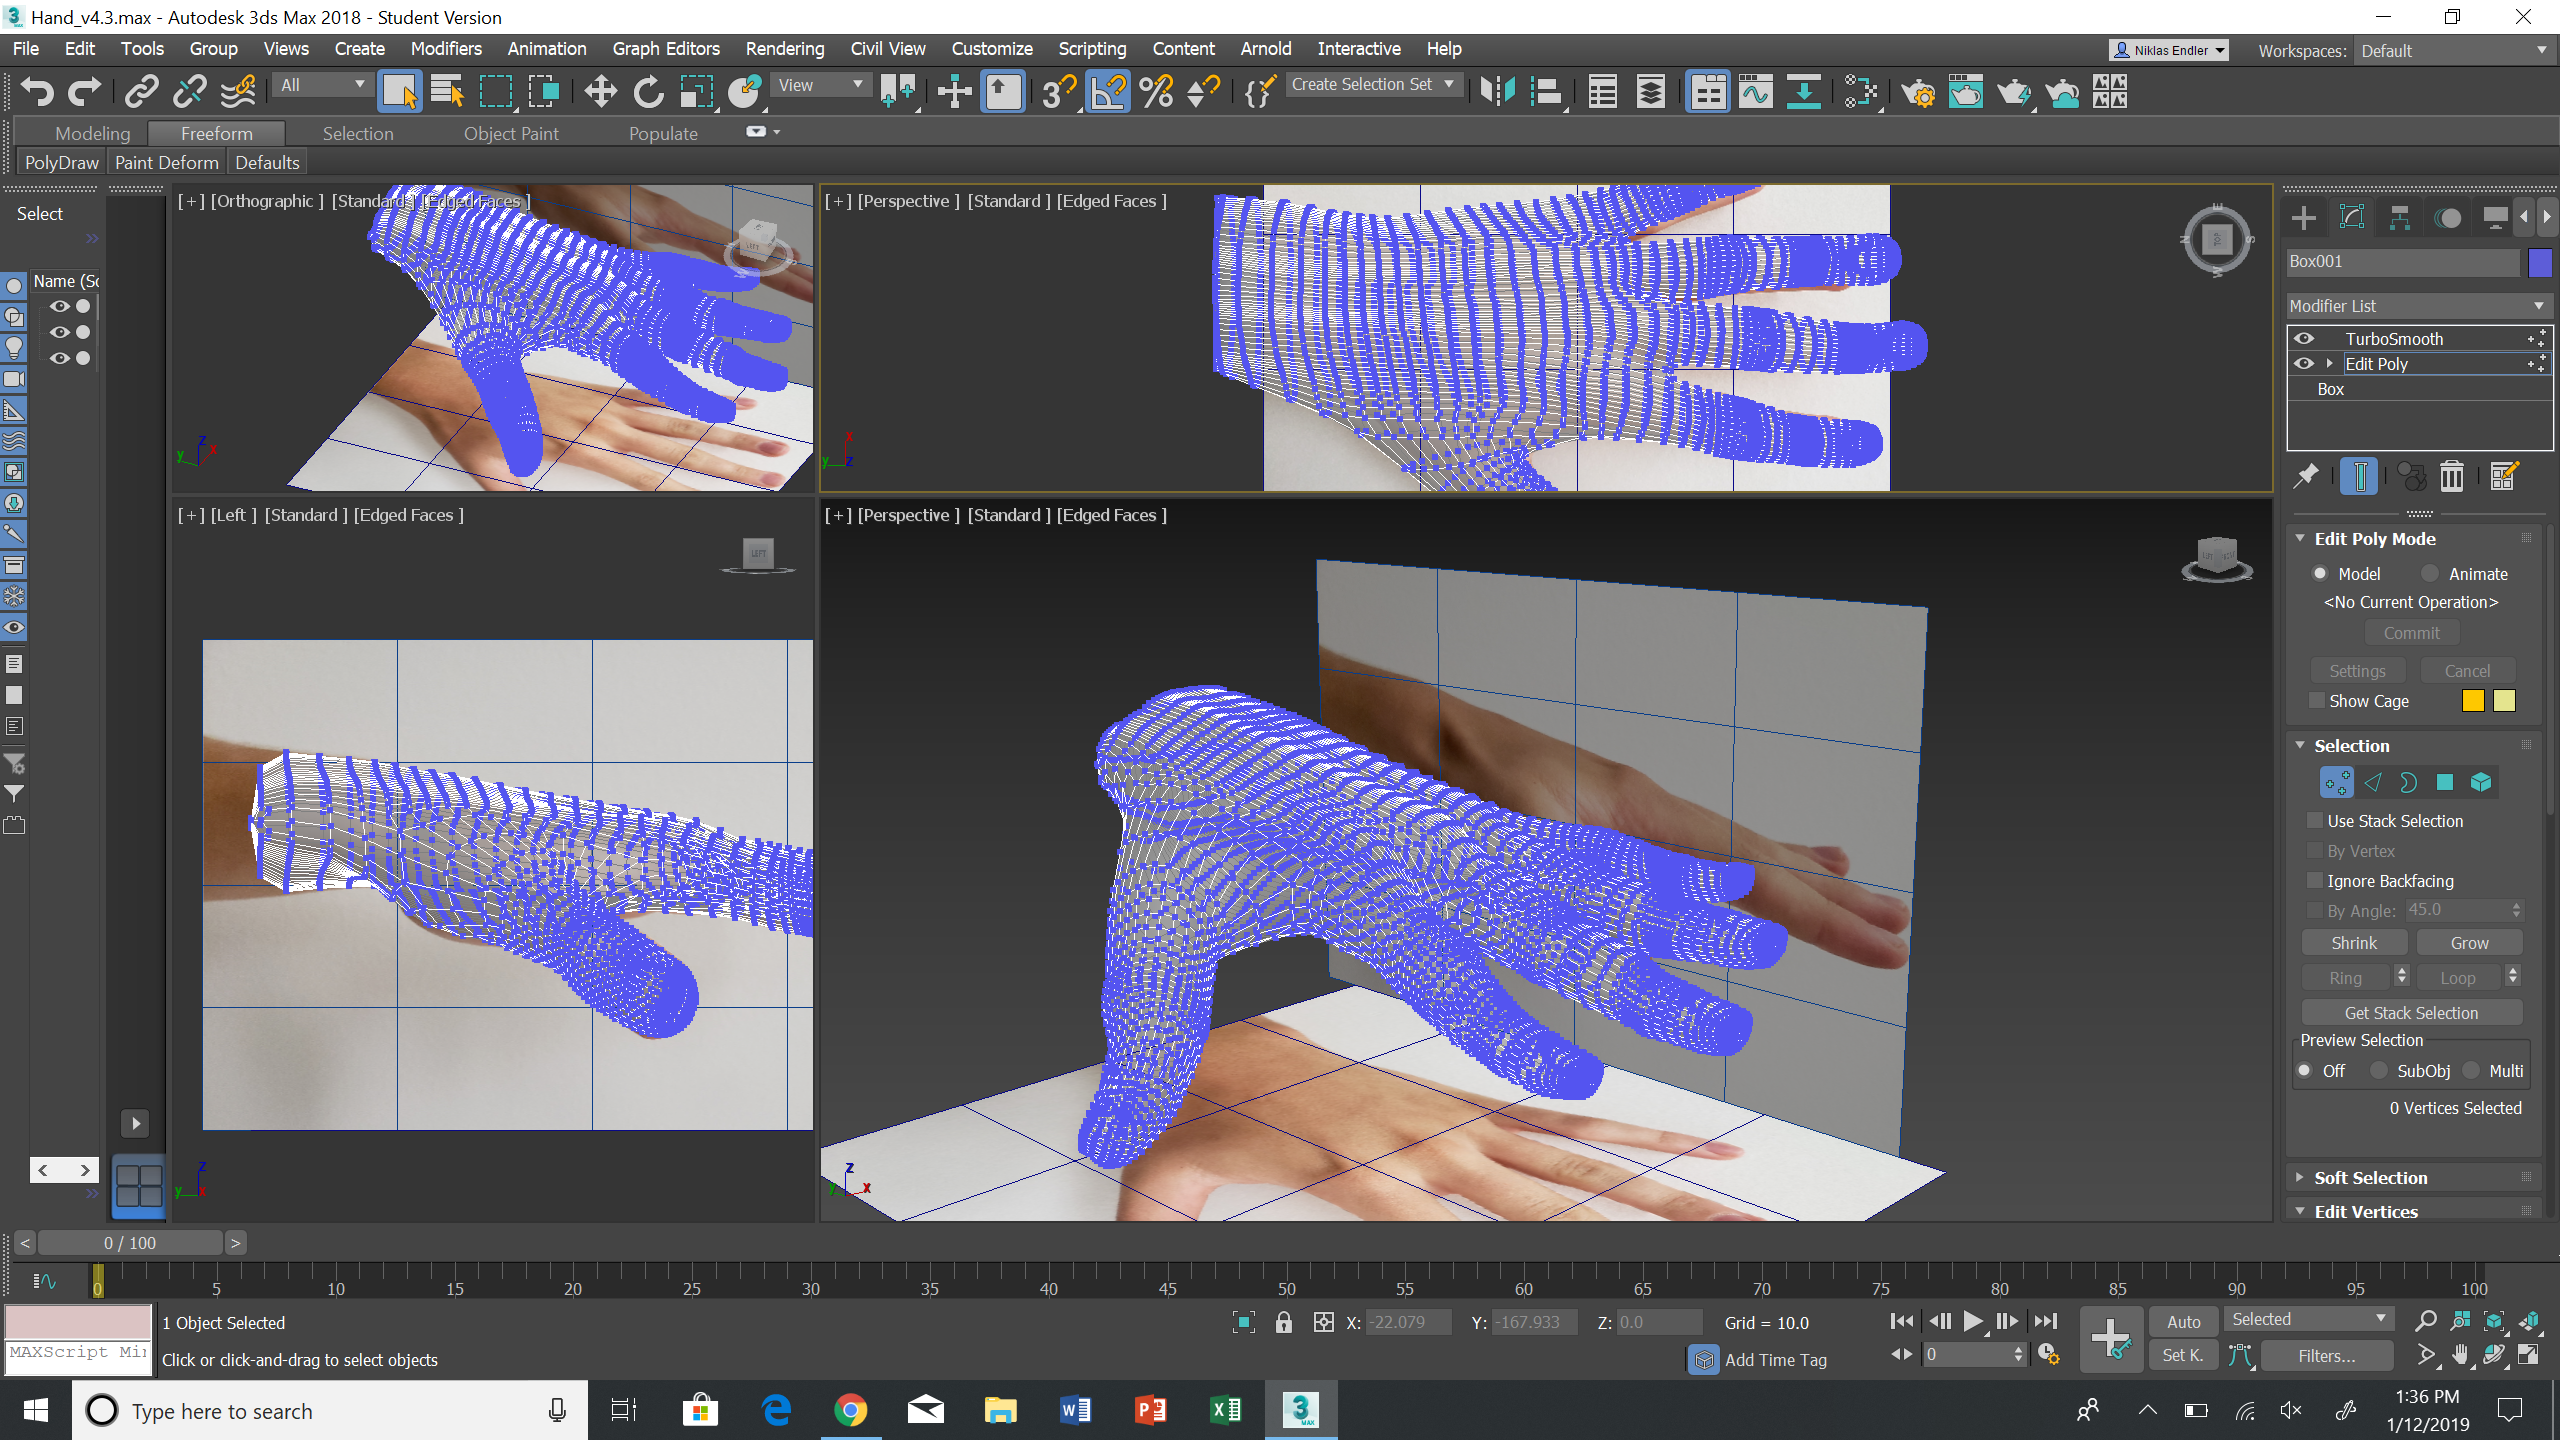 Hand_v4.3.max - Autodesk 3ds Max 2018 - Student Version
File Edit Tools Group Views Create Modifiers Animation Graph Editors Rendering Civil View Customize Scripting Content Arnold Interactive Help
Niklas Endler Workspaces: Default
All View Create Selection Set
Modeling Freeform Selection Object Paint Populate
PolyDraw Paint Deform Defaults
Select
Name (Sc
[+] [Orthographic ] [Standard ] [Edged Faces ]
[+] [Perspective ] [Standard ] [Edged Faces ]
[+] [Left ] [Standard ] [Edged Faces ]
[+] [Perspective ] [Standard ] [Edged Faces ]
LEFT
TOP
LEFT
Box001
Modifier List
TurboSmooth
Edit Poly
Box
Edit Poly Mode
Model Animate
<No Current Operation>
Commit
Settings Cancel
Show Cage
Selection
Use Stack Selection
By Vertex
Ignore Backfacing
By Angle: 45.0
Shrink Grow
Ring Loop
Get Stack Selection
Preview Selection
Off SubObj Multi
0 Vertices Selected
Soft Selection
Edit Vertices
< 0 / 100 >
0 5 10 15 20 25 30 35 40 45 50 55 60 65 70 75 80 85 90 95 100
1 Object Selected
X: -22.079 Y: -167.933 Z: 0.0 Grid = 10.0
Auto Selected
MAXScript Mi
Click or click-and-drag to select objects
Add Time Tag
0
Set K. Filters...
Type here to search
1:36 PM
1/12/2019